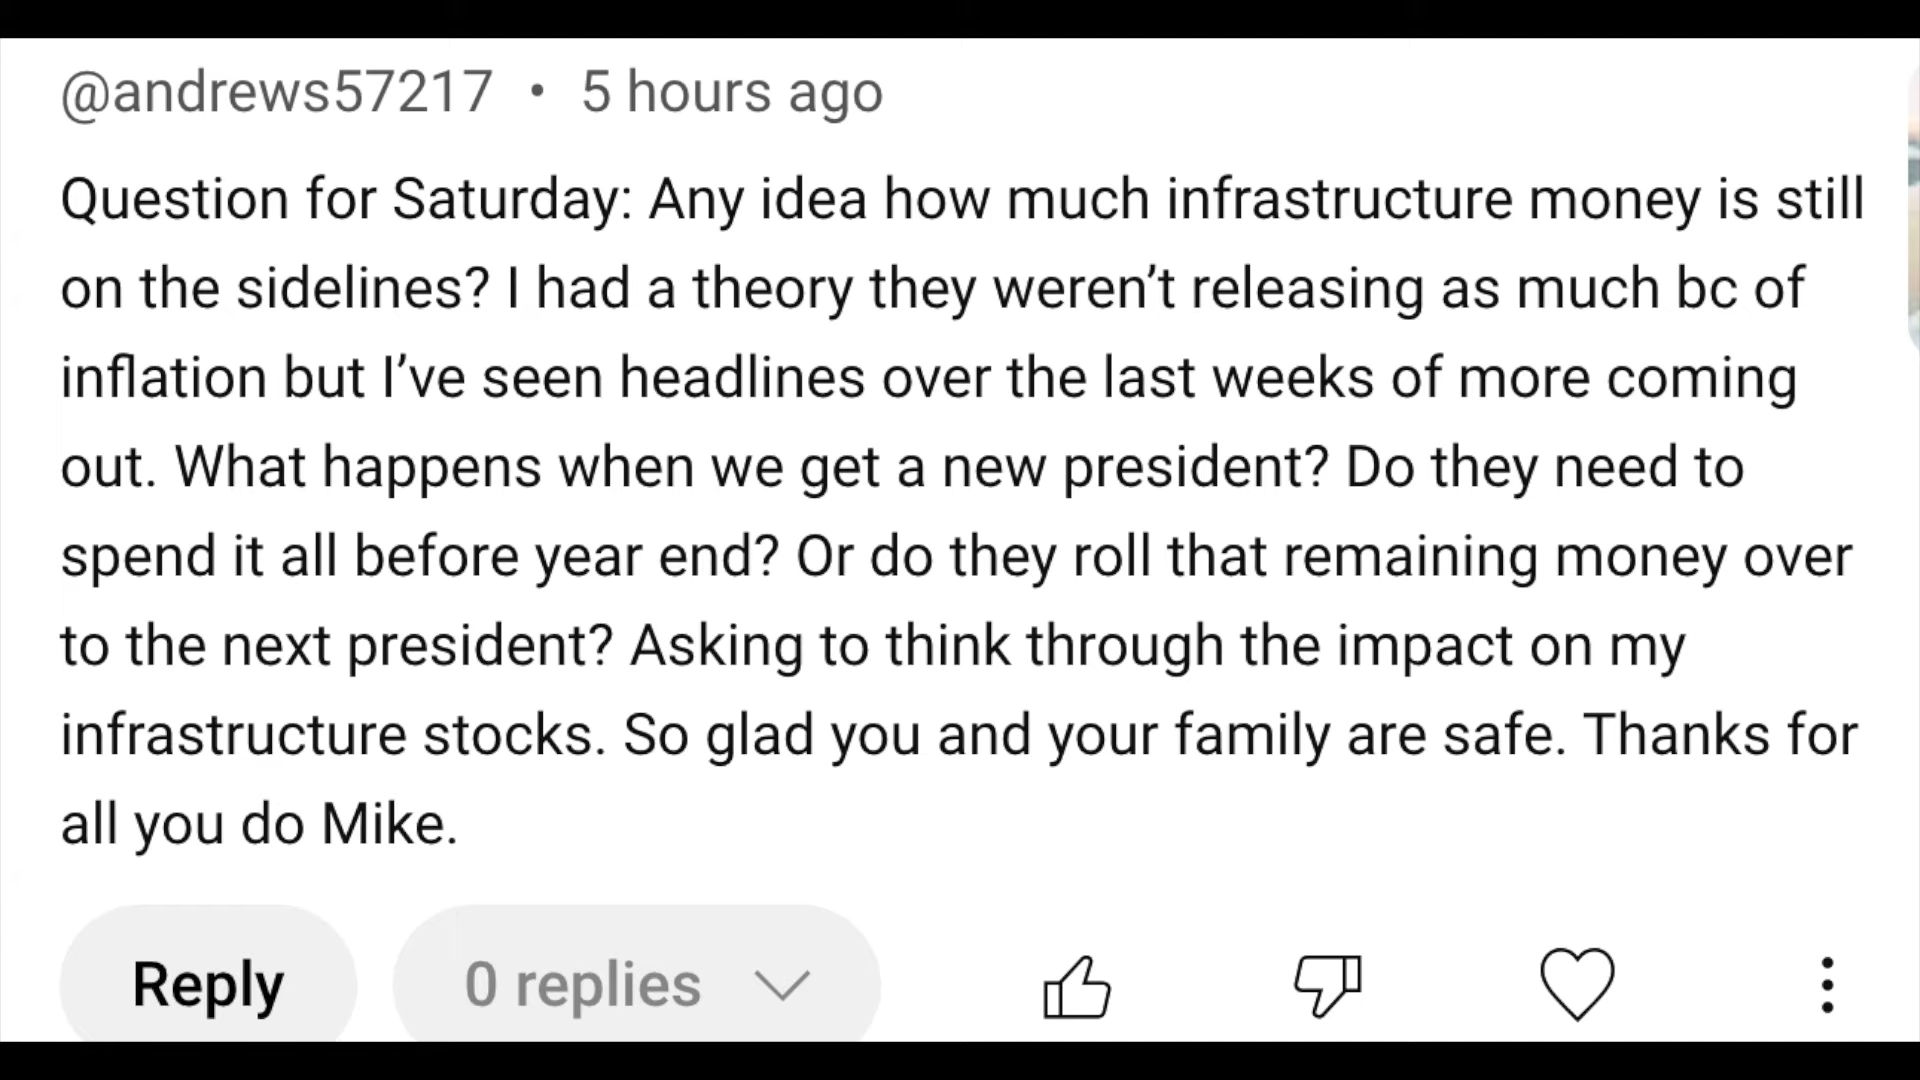 @andrews57217 • 5 hours ago
Question for Saturday: Any idea how much infrastructure money is still
on the sidelines? I had a theory they weren’t releasing as much bc of
inflation but I’ve seen headlines over the last weeks of more coming
out. What happens when we get a new president? Do they need to
spend it all before year end? Or do they roll that remaining money over
to the next president? Asking to think through the impact on my
infrastructure stocks. So glad you and your family are safe. Thanks for
all you do Mike.
Reply 0 replies